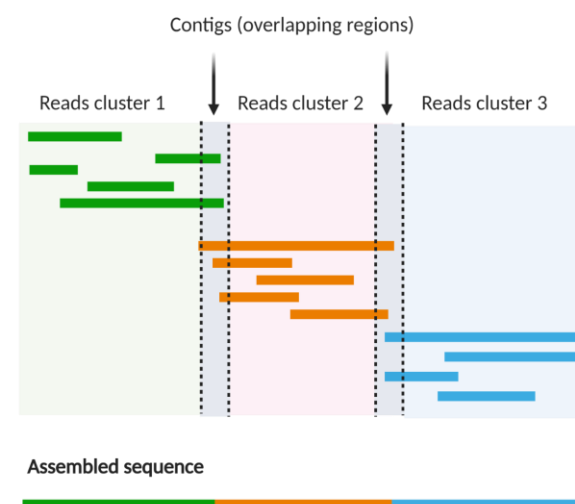 Contigs (overlapping regions)
Reads cluster 1
Reads cluster 2
Reads cluster 3
Assembled sequence